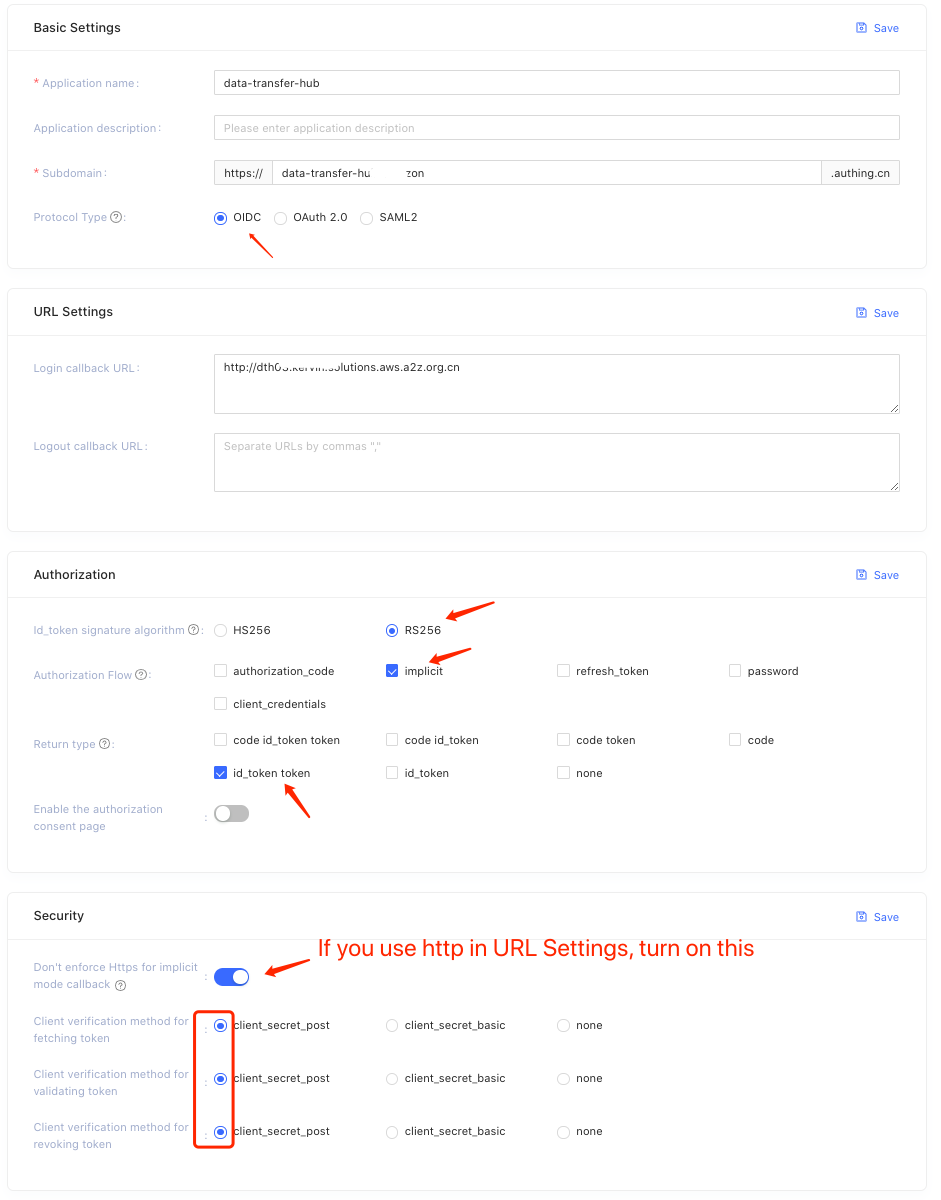 Basic Settings
Save
* Application name :
data-transfer-hub
Application description :
Please enter application description
* Subdomain :
https://
data-transfer-hu
zon
.authing.cn
Protocol Type ? :
OIDC
OAuth 2.0
SAML2
URL Settings
Save
Login callback URL :
http://dth03.kervin.solutions.aws.a2z.org.cn
Logout callback URL :
Separate URLs by commas ","
Authorization
Save
Id_token signature algorithm ? :
HS256
RS256
Authorization Flow ? :
authorization_code
implicit
refresh_token
password
client_credentials
Return type ? :
code id_token token
code id_token
code token
code
id_token token
id_token
none
Enable the authorization
consent page
:
Security
Save
If you use http in URL Settings, turn on this
Don't enforce Https for implicit
mode callback ?
:
Client verification method for
fetching token
:
client_secret_post
client_secret_basic
none
Client verification method for
validating token
:
client_secret_post
client_secret_basic
none
Client verification method for
revoking token
:
client_secret_post
client_secret_basic
none